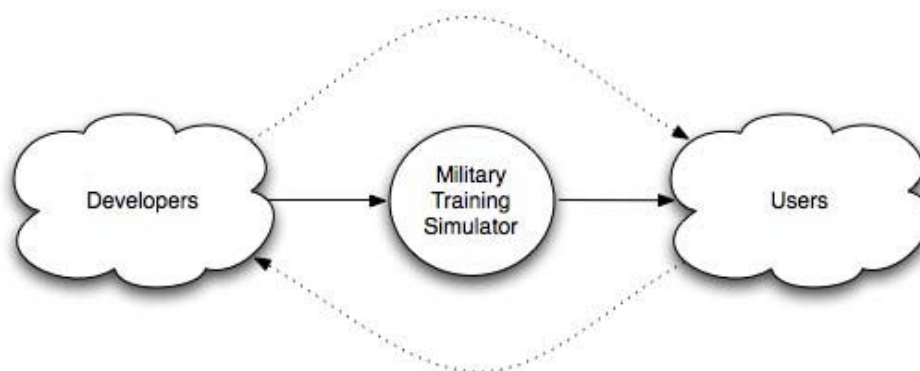 Developers
Military
Training
Simulator
Users